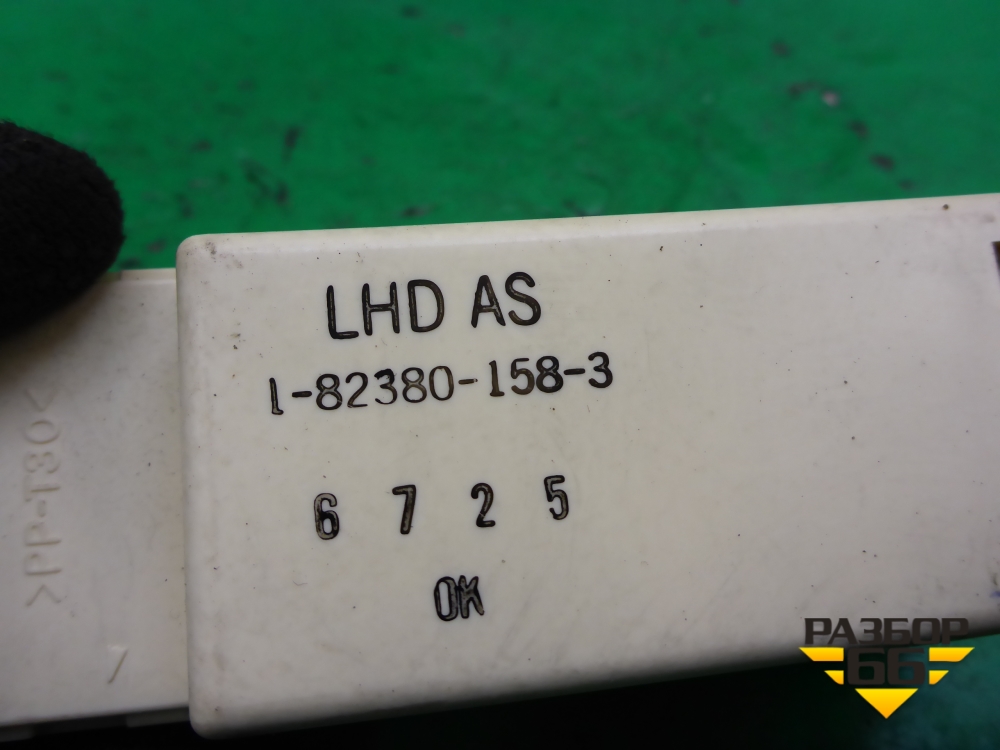 LHD AS
1-82380-158-3
6 7 2 5
OK
>PP-T30<
РАЗБОР
66